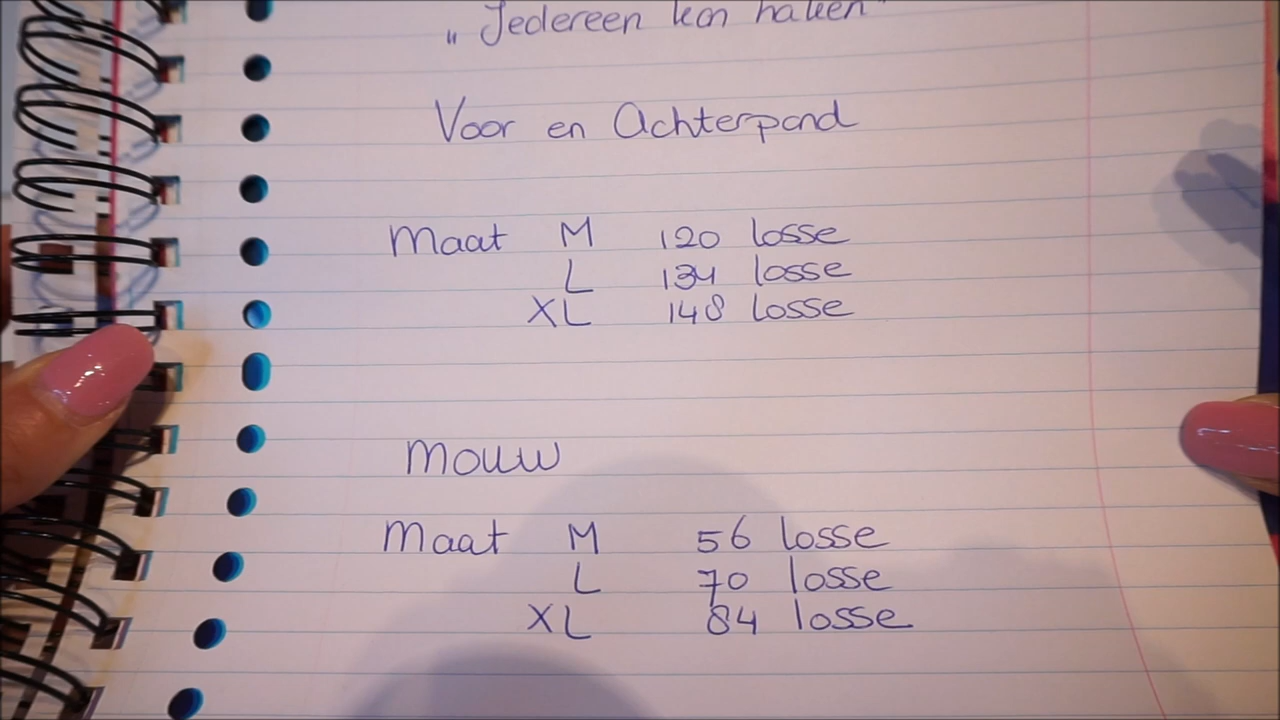 „ Jedereen kan haken "
Voor en Achterpand
Maat M 120 losse
L 134 losse
XL 148 losse
Mouw
Maat M 56 losse
L 70 losse
XL 84 losse